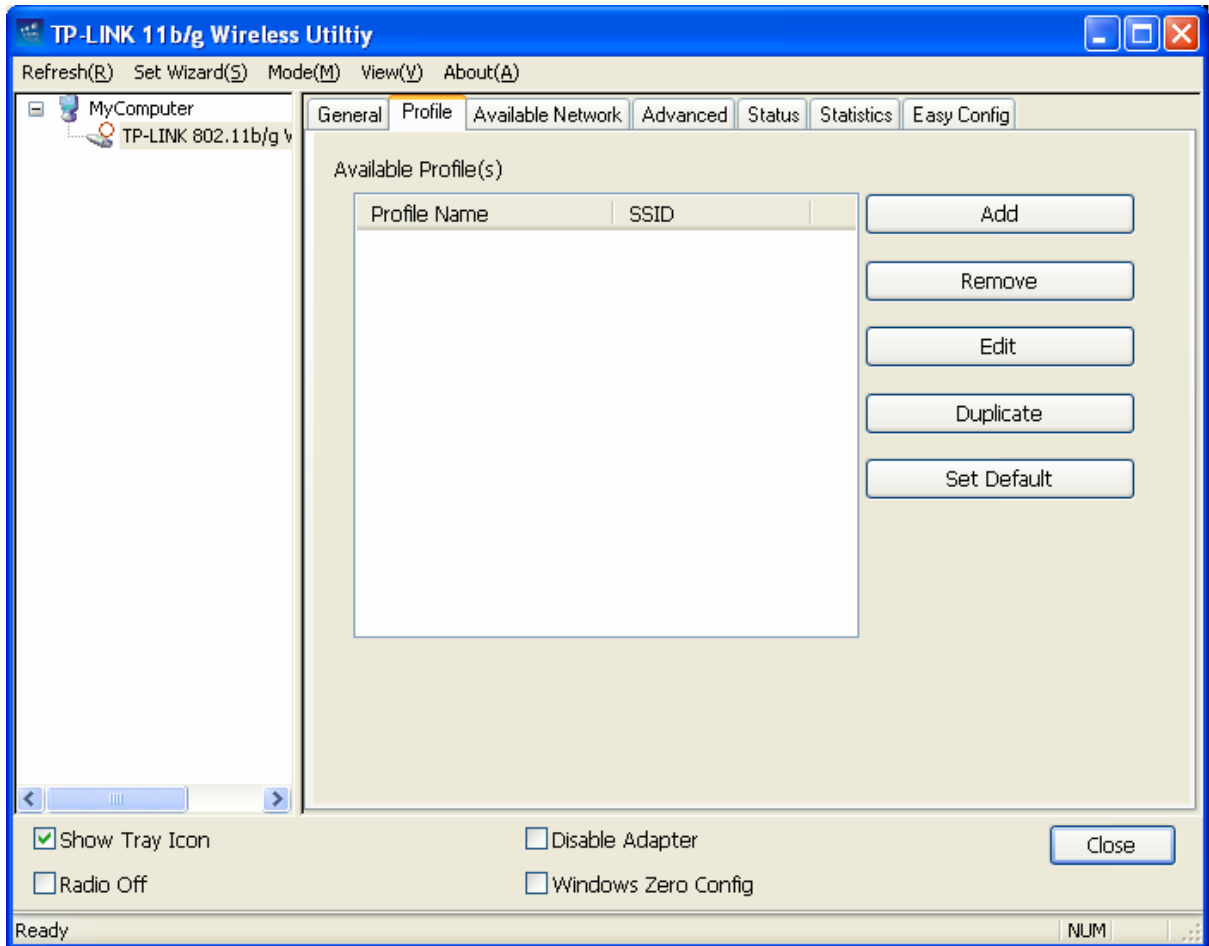 TP-LINK 11b/g Wireless Utiltiy
Refresh(R) Set Wizard(S) Mode(M) View(V) About(A)
MyComputer
TP-LINK 802.11b/g
General Profile Available Network Advanced Status Statistics Easy Config
Available Profile(s)
Profile Name SSID
Add
Remove
Edit
Duplicate
Set Default
Show Tray Icon
Disable Adapter
Close
Radio Off
Windows Zero Config
Ready
NUM